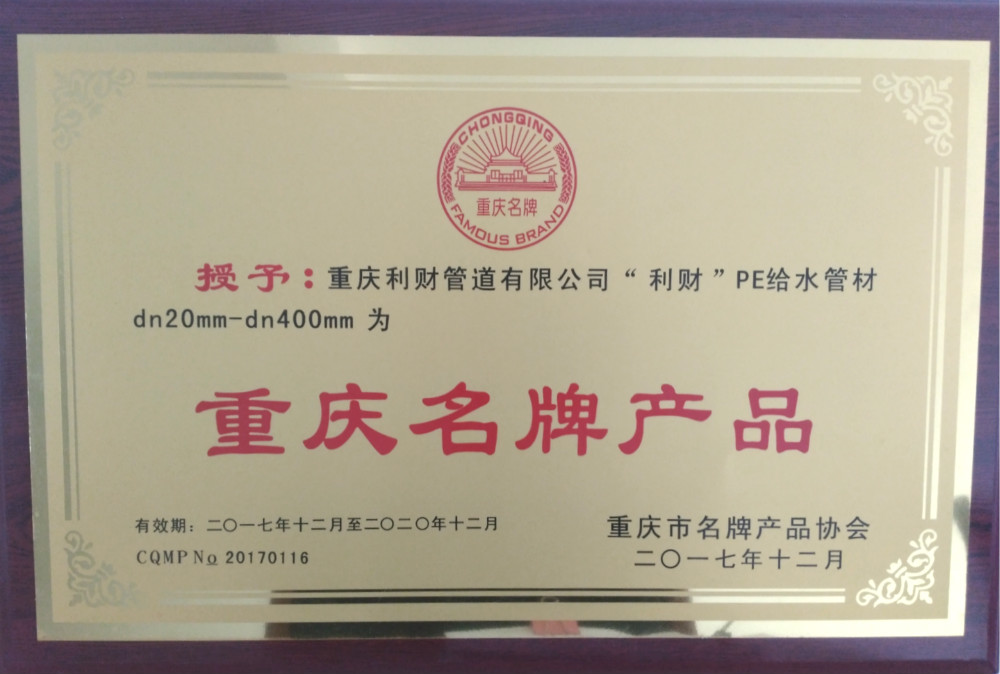 CHONGQING
重庆名牌
FAMOUS BRAND
授予：重庆利财管道有限公司“利财”PE给水管材
dn20mm-dn400mm 为
重庆名牌产品
有效期：二〇一七年十二月至二〇二〇年十二月
CQMP No 20170116
重庆市名牌产品协会
二〇一七年十二月